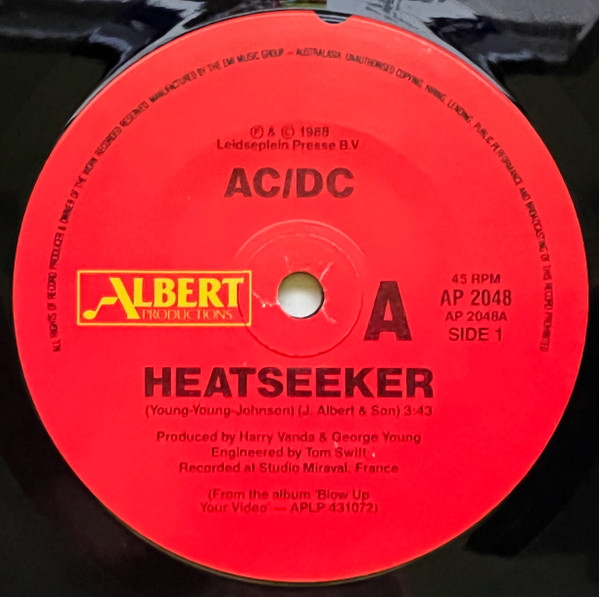 ALL RIGHTS OF RECORD PRODUCER & OWNER OF THE WORK RECORDED RESERVED. MANUFACTURED BY THE EMI MUSIC GROUP — AUSTRALASIA. UNAUTHORISED COPYING, HIRING, LENDING, PUBLIC PERFORMANCE AND BROADCASTING OF THIS RECORD PROHIBITED
℗ & © 1988
Leidseplein Presse B.V
AC/DC
ALBERT
PRODUCTIONS
A
45 RPM
AP 2048
AP 2048A
SIDE 1
HEATSEEKER
(Young-Young-Johnson) (J. Albert & Son) 3:43
Produced by Harry Vanda & George Young
Engineered by Tom Swift
Recorded at Studio Miraval, France
(From the album 'Blow Up
Your Video' — APLP 431072)